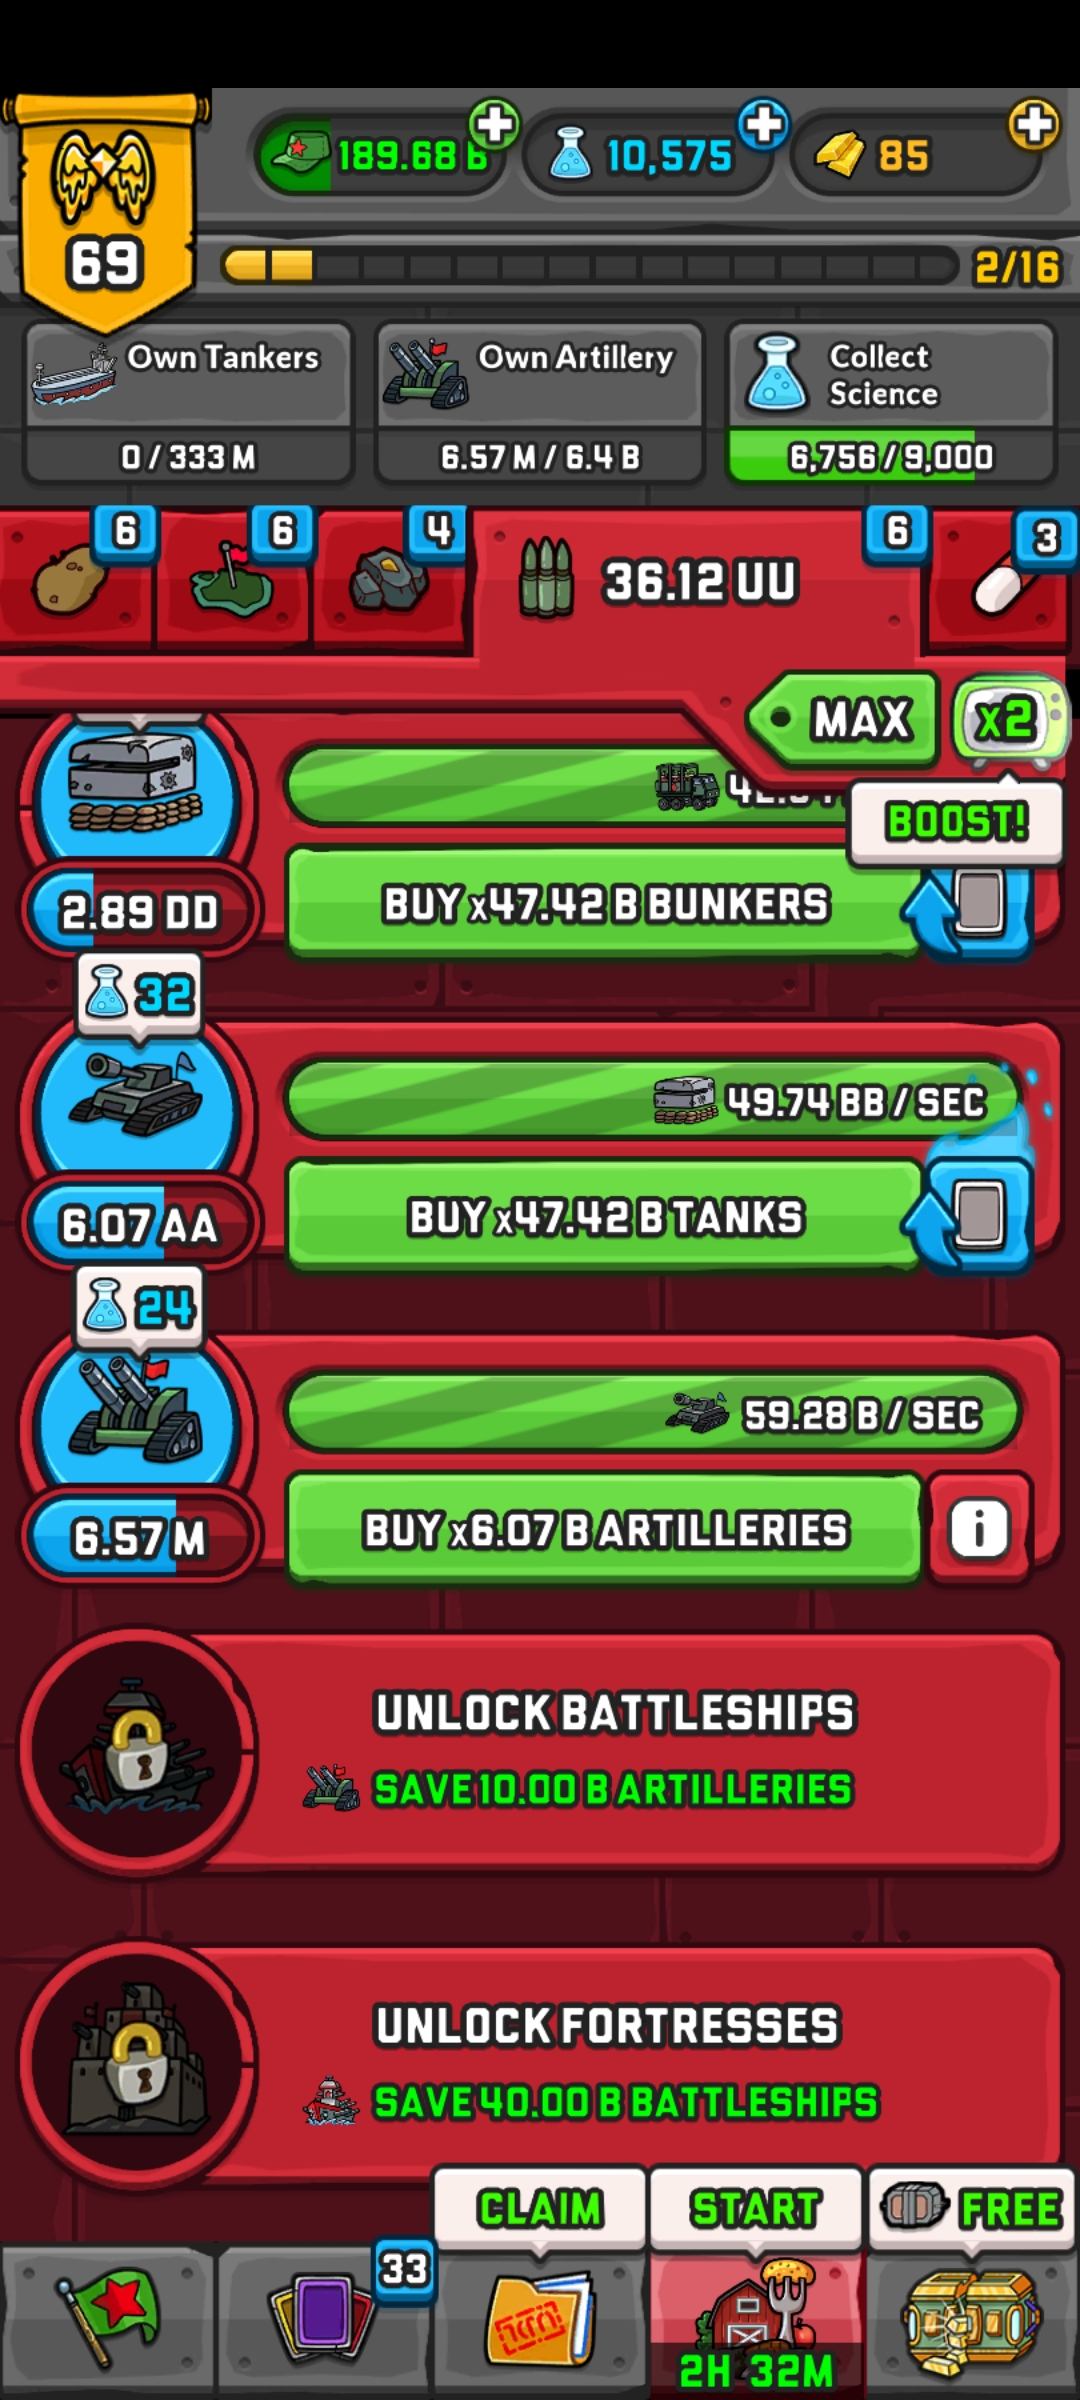 189.68 B
10,575
85
69
2/16
Own Tankers
0 / 333 M
Own Artillery
6.57 M / 6.4 B
Collect
Science
6,756 / 9,000
6
6
4
36.12 UU
6
3
MAX
x2
BOOST!
BUY x47.42 B BUNKERS
2.89 DD
32
49.74 BB / SEC
BUY x47.42 B TANKS
6.07 AA
24
59.28 B / SEC
BUY x6.07 B ARTILLERIES
i
6.57 M
UNLOCK BATTLESHIPS
SAVE 10.00 B ARTILLERIES
UNLOCK FORTRESSES
SAVE 40.00 B BATTLESHIPS
CLAIM
START
FREE
33
2H 32M